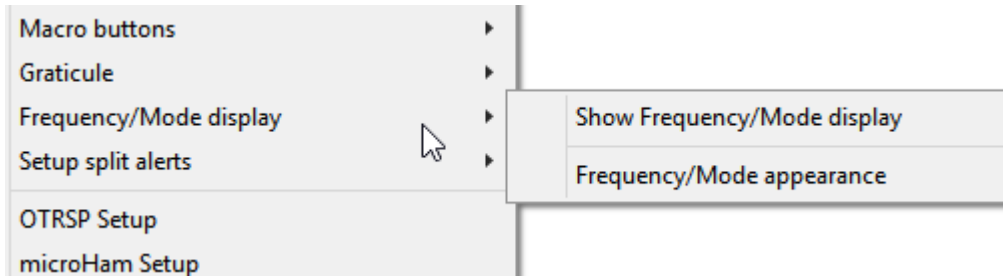 Macro buttons
Graticule
Frequency/Mode display
Setup split alerts
OTRSP Setup
microHam Setup
Show Frequency/Mode display
Frequency/Mode appearance